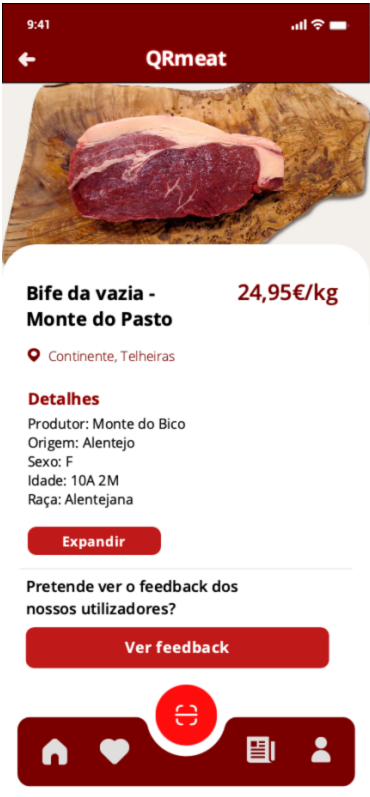 9:41
QRmeat
Bife da vazia -
Monte do Pasto
24,95€/kg
Continente, Telheiras
Detalhes
Produtor: Monte do Bico
Origem: Alentejo
Sexo: F
Idade: 10A 2M
Raça: Alentejana
Expandir
Pretende ver o feedback dos
nossos utilizadores?
Ver feedback